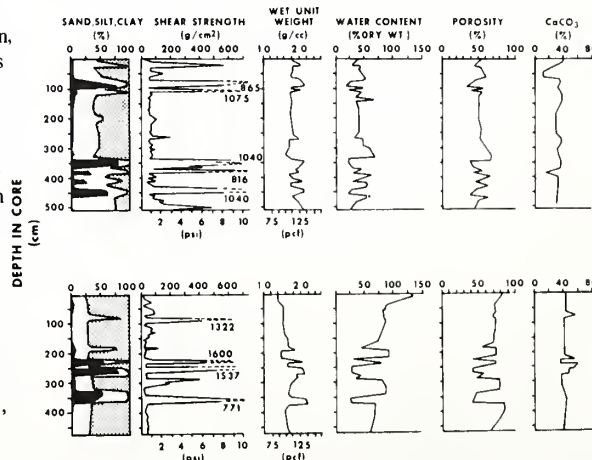 SAND,SILT,CLAY SHEAR STRENGTH WET UNIT WEIGHT WATER CONTENT POROSITY CaCO3
(%) (g/cm2) (g/cc) (%DRY WT.) (%) (%)
0 100 200 400 600 1 0 2 0 0 50 100 150 0 50 100 0 40 80
100
200
300
400
500
865
1075
1040
816
1040
2 4 6 8 10 75 125
(psi) (pcf)
DEPTH IN CORE
(cm)
0 100 200 400 600 1 0 2 0 0 50 100 150 0 50 100 0 40 80
100
200
300
400
1322
1600
1537
771
0 2 4 6 8 10 75 125
(psi) (pcf)